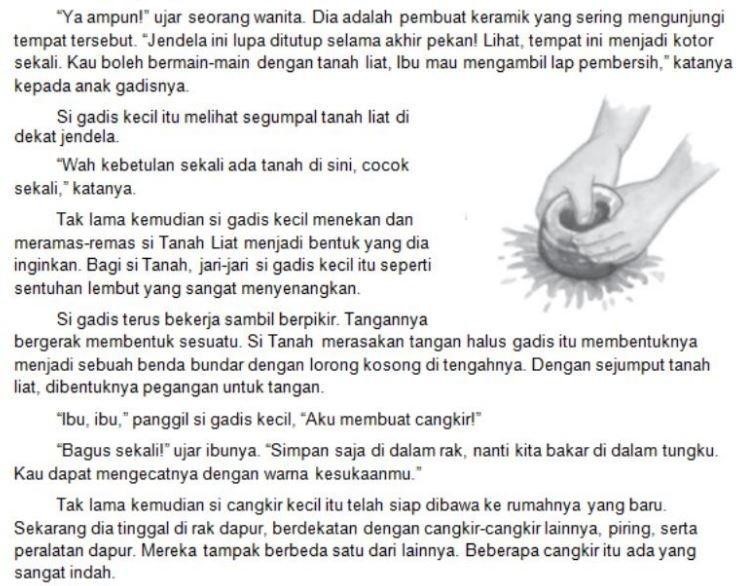 “Ya ampun!” ujar seorang wanita. Dia adalah pembuat keramik yang sering mengunjungi
tempat tersebut. “Jendela ini lupa ditutup selama akhir pekan! Lihat, tempat ini menjadi kotor
sekali. Kau boleh bermain-main dengan tanah liat, Ibu mau mengambil lap pembersih,” katanya
kepada anak gadisnya.
Si gadis kecil itu melihat segumpal tanah liat di
dekat jendela.
“Wah kebetulan sekali ada tanah di sini, cocok
sekali,” katanya.
Tak lama kemudian si gadis kecil menekan dan
meramas-remas si Tanah Liat menjadi bentuk yang dia
inginkan. Bagi si Tanah, jari-jari si gadis kecil itu seperti
sentuhan lembut yang sangat menyenangkan.
Si gadis terus bekerja sambil berpikir. Tangannya
bergerak membentuk sesuatu. Si Tanah merasakan tangan halus gadis itu membentuknya
menjadi sebuah benda bundar dengan lorong kosong di tengahnya. Dengan sejumput tanah
liat, dibentuknya pegangan untuk tangan.
“Ibu, ibu,” panggil si gadis kecil, “Aku membuat cangkir!”
“Bagus sekali!” ujar ibunya. “Simpan saja di dalam rak, nanti kita bakar di dalam tungku.
Kau dapat mengecatnya dengan warna kesukaanmu.”
Tak lama kemudian si cangkir kecil itu telah siap dibawa ke rumahnya yang baru.
Sekarang dia tinggal di rak dapur, berdekatan dengan cangkir-cangkir lainnya, piring, serta
peralatan dapur. Mereka tampak berbeda satu dari lainnya. Beberapa cangkir itu ada yang
sangat indah.